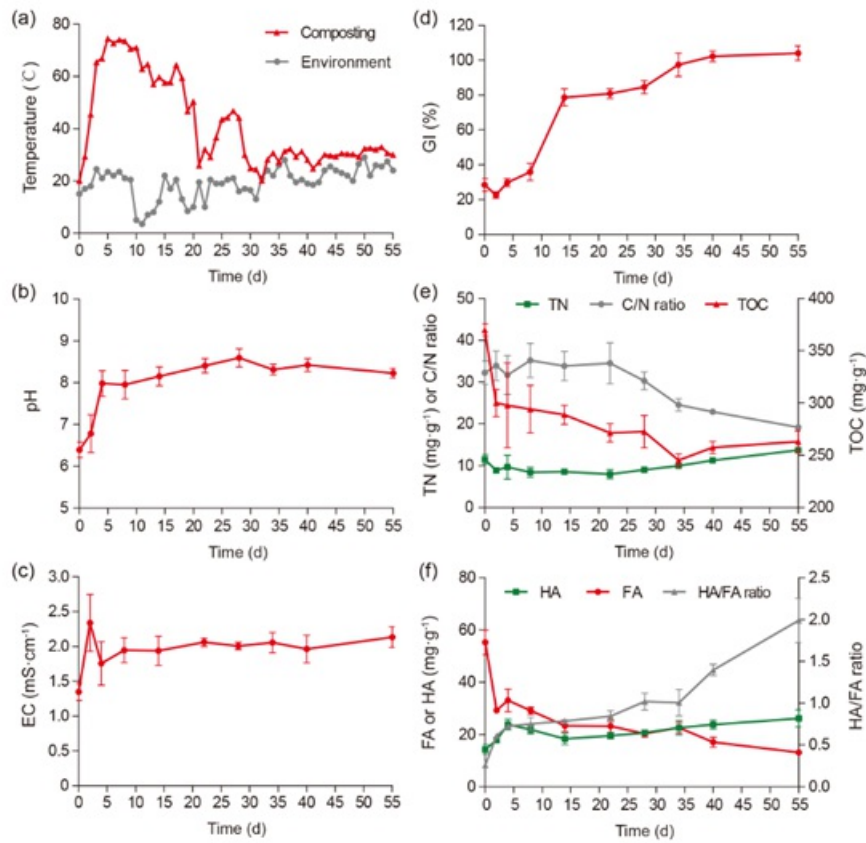 (a)
80
60
40
20
0
Temperature (℃)
Composting
Environment
0 5 10 15 20 25 30 35 40 45 50 55
Time (d)
(b)
10
9
8
7
6
5
pH
0 5 10 15 20 25 30 35 40 45 50 55
Time (d)
(c)
3.0
2.5
2.0
1.5
1.0
0.5
0
EC (mS·cm⁻¹)
0 5 10 15 20 25 30 35 40 45 50 55
Time (d)
(d)
120
100
80
60
40
20
0
GI (%)
0 5 10 15 20 25 30 35 40 45 50 55
Time (d)
(e)
TN C/N ratio TOC
50
40
30
20
10
0
TN (mg·g⁻¹) or C/N ratio
400
350
300
250
200
TOC (mg·g⁻¹)
0 5 10 15 20 25 30 35 40 45 50 55
Time (d)
(f)
HA FA HA/FA ratio
80
60
40
20
0
FA or HA (mg·g⁻¹)
2.5
2.0
1.5
1.0
0.5
0.0
HA/FA ratio
0 5 10 15 20 25 30 35 40 45 50 55
Time (d)